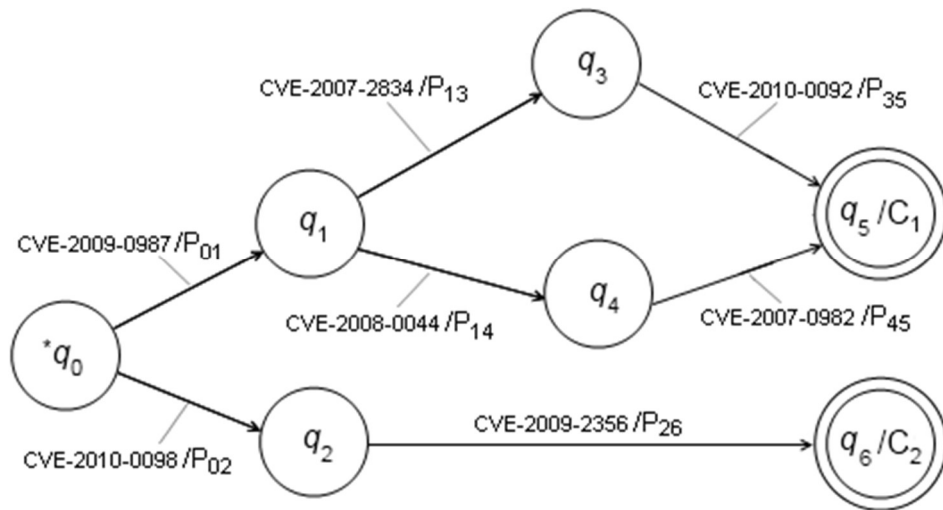 q3
CVE-2007-2834 /P13
CVE-2010-0092 /P35
q1
q5 /C1
CVE-2009-0987 /P01
q4
CVE-2008-0044 /P14
CVE-2007-0982 /P45
*q0
CVE-2009-2356 /P26
q2
q6 /C2
CVE-2010-0098 /P02